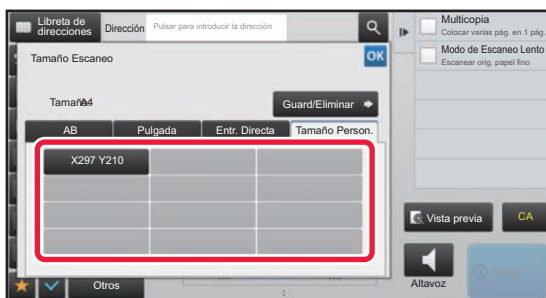 Libreta de
direcciones
Dirección
Pulsar para introducir la dirección
Multicopia
Colocar varias pág. en 1 pág.
Modo de Escaneo Lento
Escanear orig. papel fino
Tamaño Escaneo
OK
Tamaño
A4
Guard/Eliminar
AB
Pulgada
Entr. Directa
Tamaño Person.
X297 Y210
Vista previa
CA
Otros
Altavoz